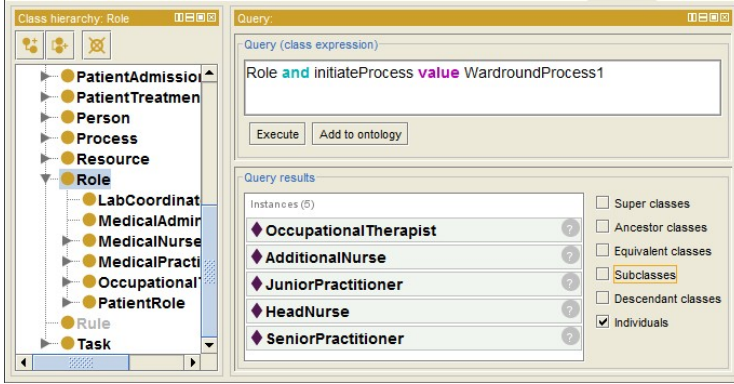 Class hierarchy: Role
PatientAdmission
PatientTreatmen
Person
Process
Resource
Role
LabCoordinat
MedicalAdmir
MedicalNurse
MedicalPracti
Occupational
PatientRole
Rule
Task
Query:
Query (class expression)
Role and initiateProcess value WardroundProcess1
Execute Add to ontology
Query results
Instances (5)
OccupationalTherapist ?
AdditionalNurse ?
JuniorPractitioner ?
HeadNurse ?
SeniorPractitioner ?
Super classes
Ancestor classes
Equivalent classes
Subclasses
Descendant classes
Individuals